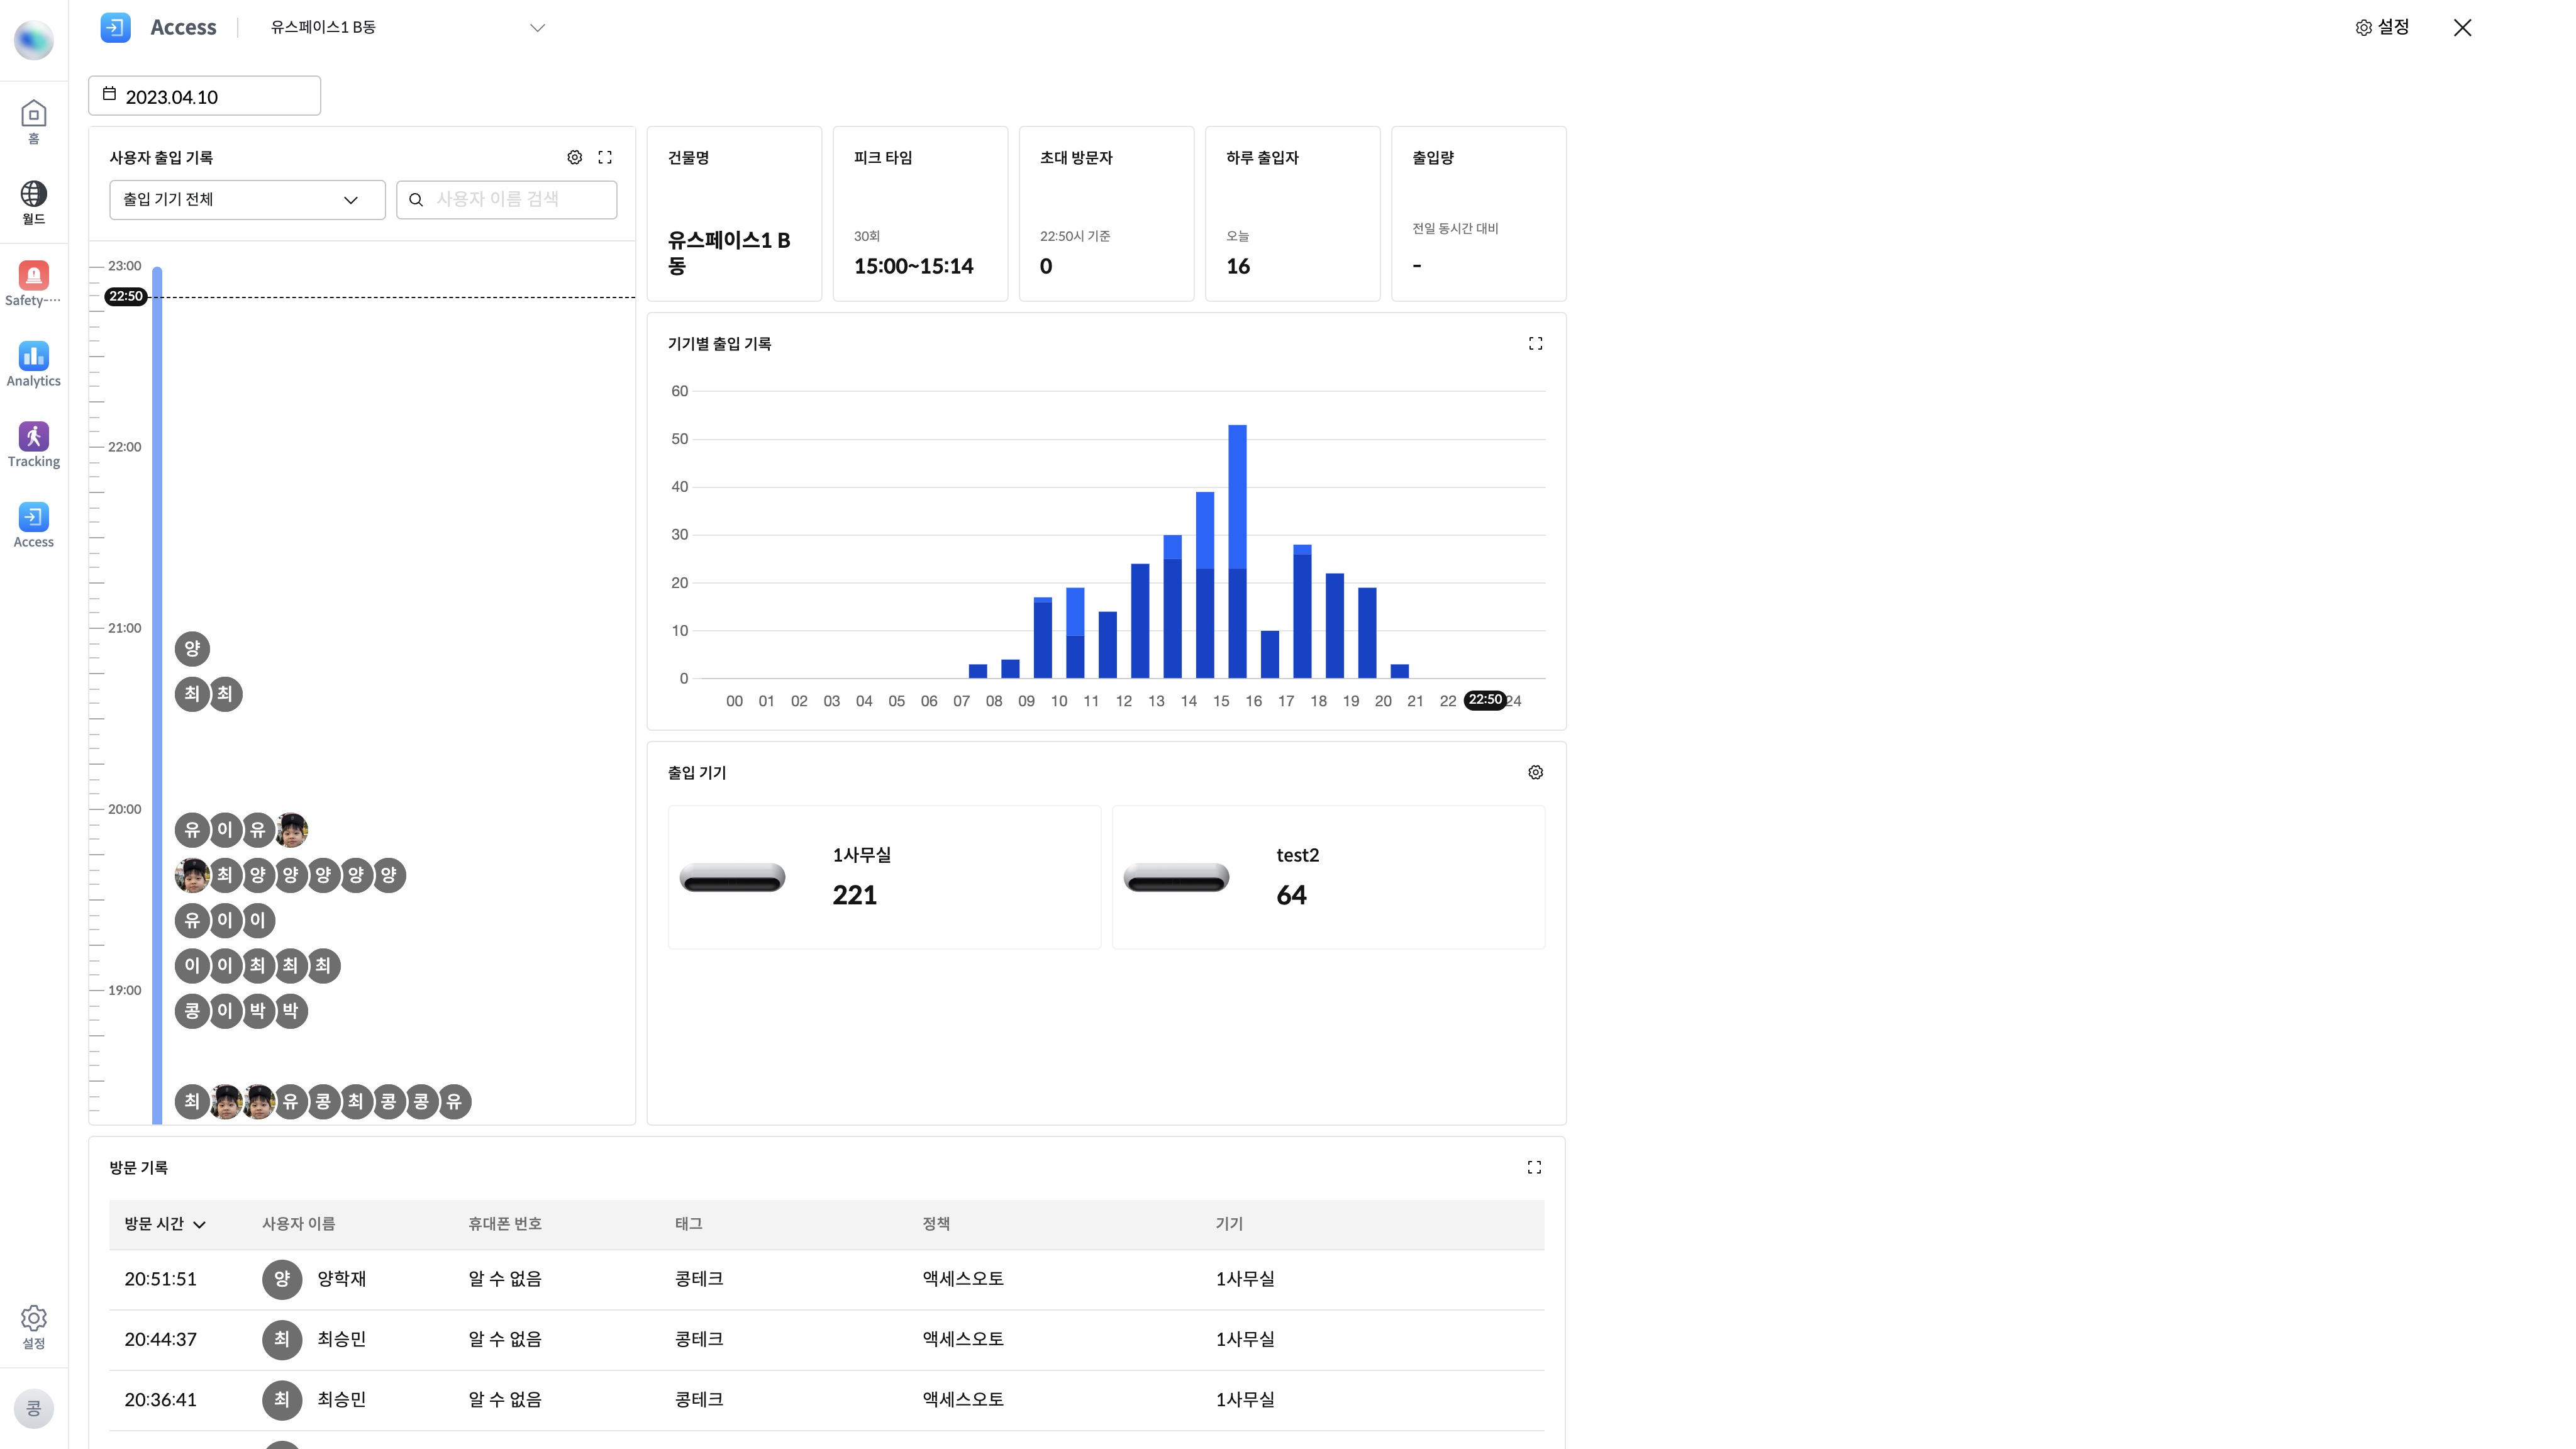 Access
유스페이스1 B동
설정
홈
월드
Safety-···
Analytics
Tracking
Access
설정
콩
2023.04.10
사용자 출입 기록
출입 기기 전체
사용자 이름 검색
23:00
22:50
22:00
21:00
양
최 최
20:00
유 이 유
최 양 양 양 양 양
유 이 이
이 이 최 최 최
19:00
콩 이 박 박
최 유 콩 최 콩 콩 유
건물명
유스페이스1 B
동
피크 타임
30회
15:00~15:14
초대 방문자
22:50시 기준
0
하루 출입자
오늘
16
출입량
전일 동시간 대비
-
기기별 출입 기록
60
50
40
30
20
10
0
00 01 02 03 04 05 06 07 08 09 10 11 12 13 14 15 16 17 18 19 20 21 22 22:50 24
출입 기기
1사무실
221
test2
64
방문 기록
방문 시간 사용자 이름 휴대폰 번호 태그 정책 기기
20:51:51 양 양학재 알 수 없음 콩테크 액세스오토 1사무실
20:44:37 최 최승민 알 수 없음 콩테크 액세스오토 1사무실
20:36:41 최 최승민 알 수 없음 콩테크 액세스오토 1사무실